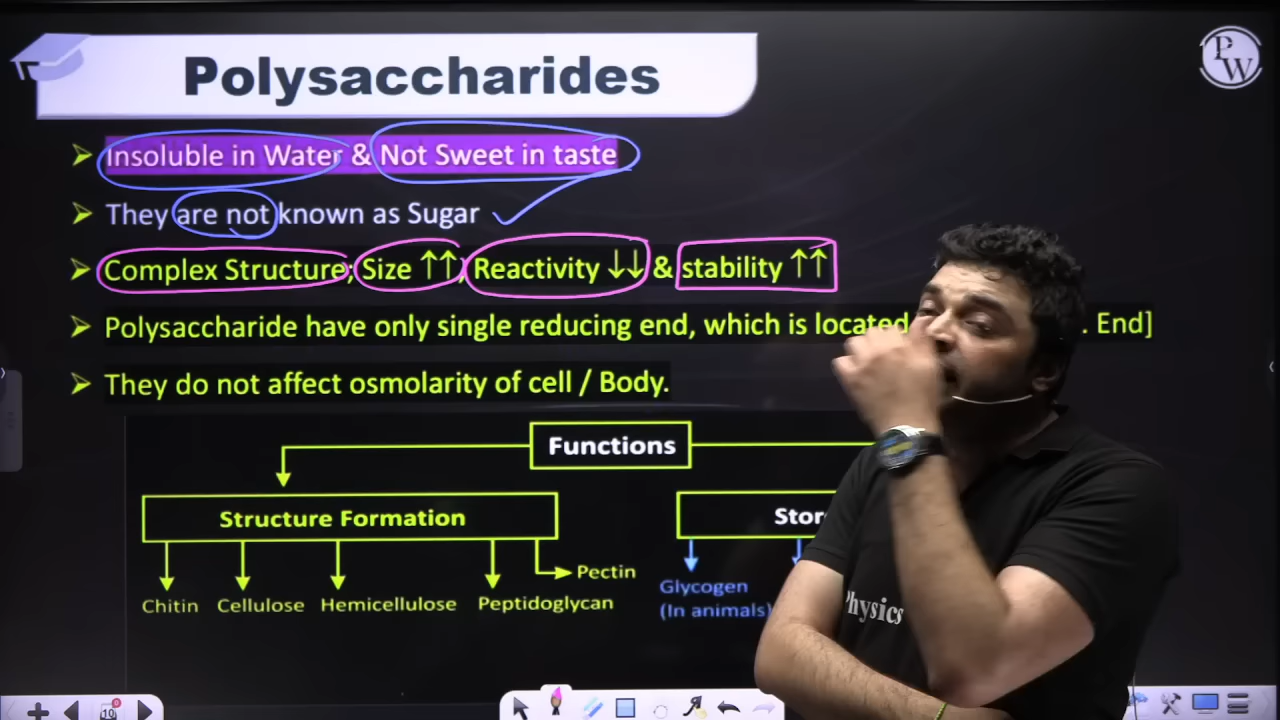 Polysaccharides
PW
➢ Insoluble in Water & Not Sweet in taste
➢ They are not known as Sugar
➢ Complex Structure; Size ↑↑, Reactivity ↓↓ & stability ↑↑
➢ Polysaccharide have only single reducing end, which is located . End]
➢ They do not affect osmolarity of cell / Body.
Functions
Structure Formation
Chitin Cellulose Hemicellulose Peptidoglycan Pectin
Glycogen
(In animals)
Physics
10